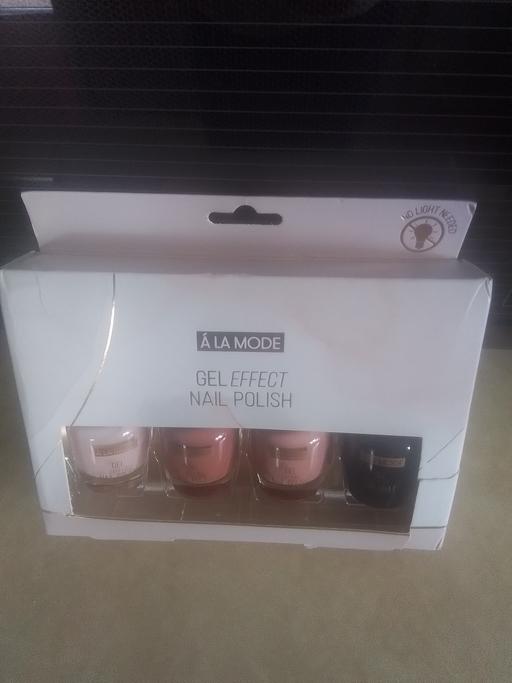 NO LIGHT NEEDED
Á LA MODE
GEL EFFECT
NAIL POLISH